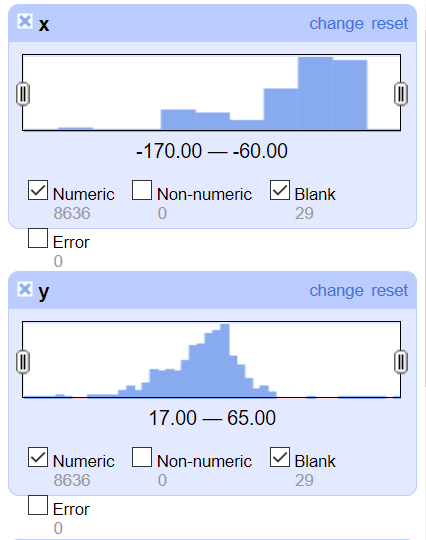 x change reset
-170.00 — -60.00
Numeric Non-numeric Blank
8636 0 29
Error
0
y change reset
17.00 — 65.00
Numeric Non-numeric Blank
8636 0 29
Error
0